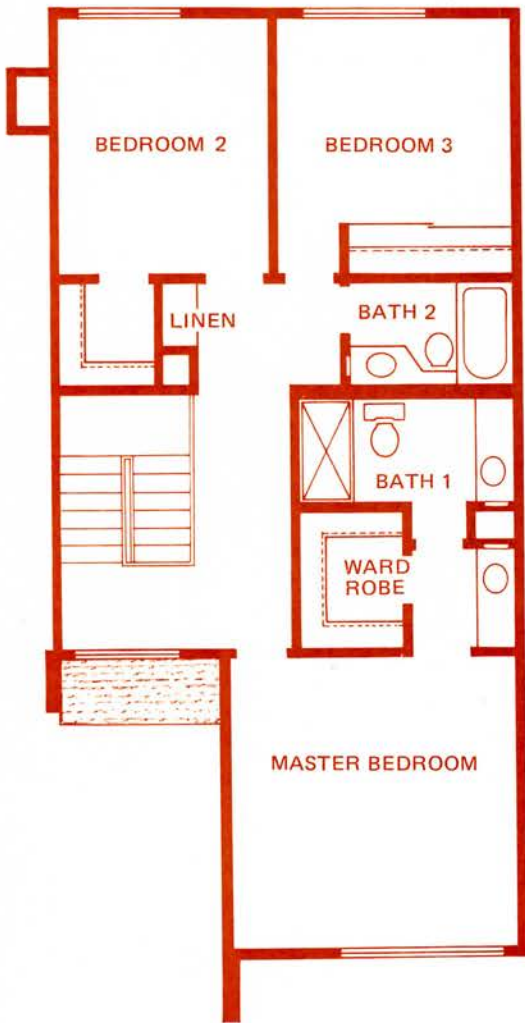 BEDROOM 2
BEDROOM 3
LINEN
BATH 2
BATH 1
WARD
ROBE
MASTER BEDROOM